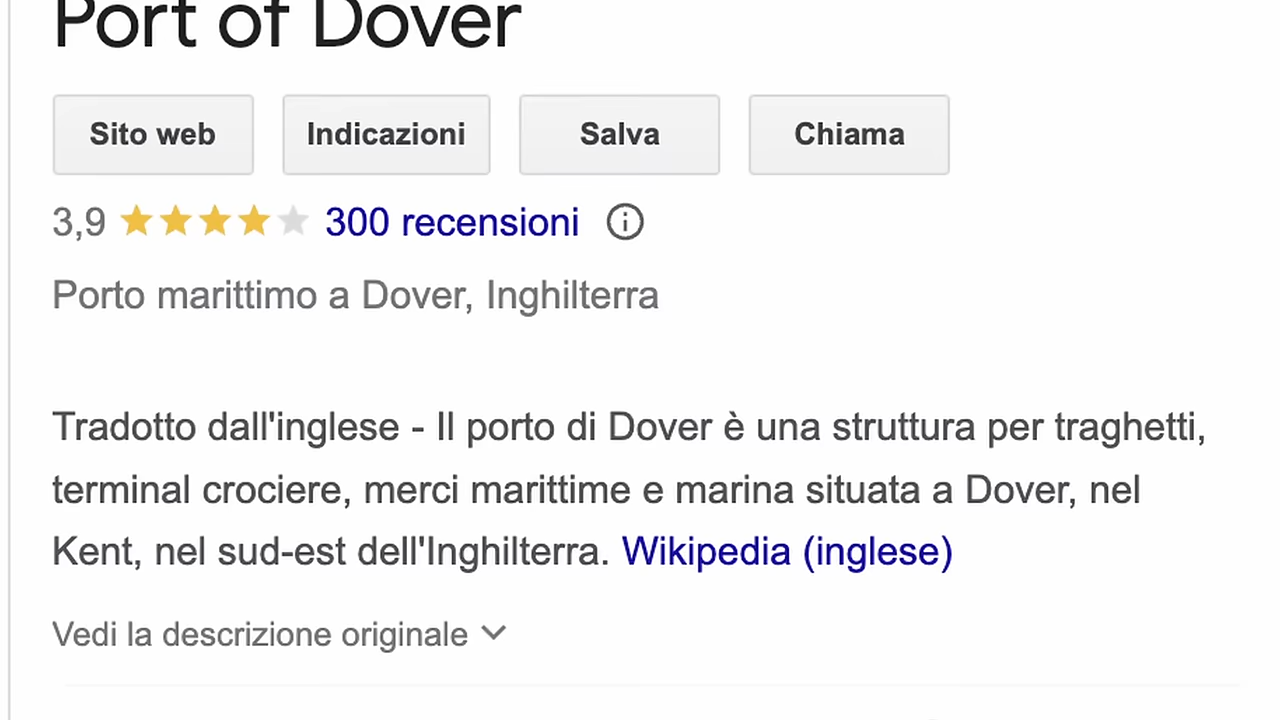 Port of Dover
Sito web Indicazioni Salva Chiama
3,9 300 recensioni
Porto marittimo a Dover, Inghilterra
Tradotto dall'inglese - Il porto di Dover è una struttura per traghetti,
terminal crociere, merci marittime e marina situata a Dover, nel
Kent, nel sud-est dell'Inghilterra. Wikipedia (inglese)
Vedi la descrizione originale